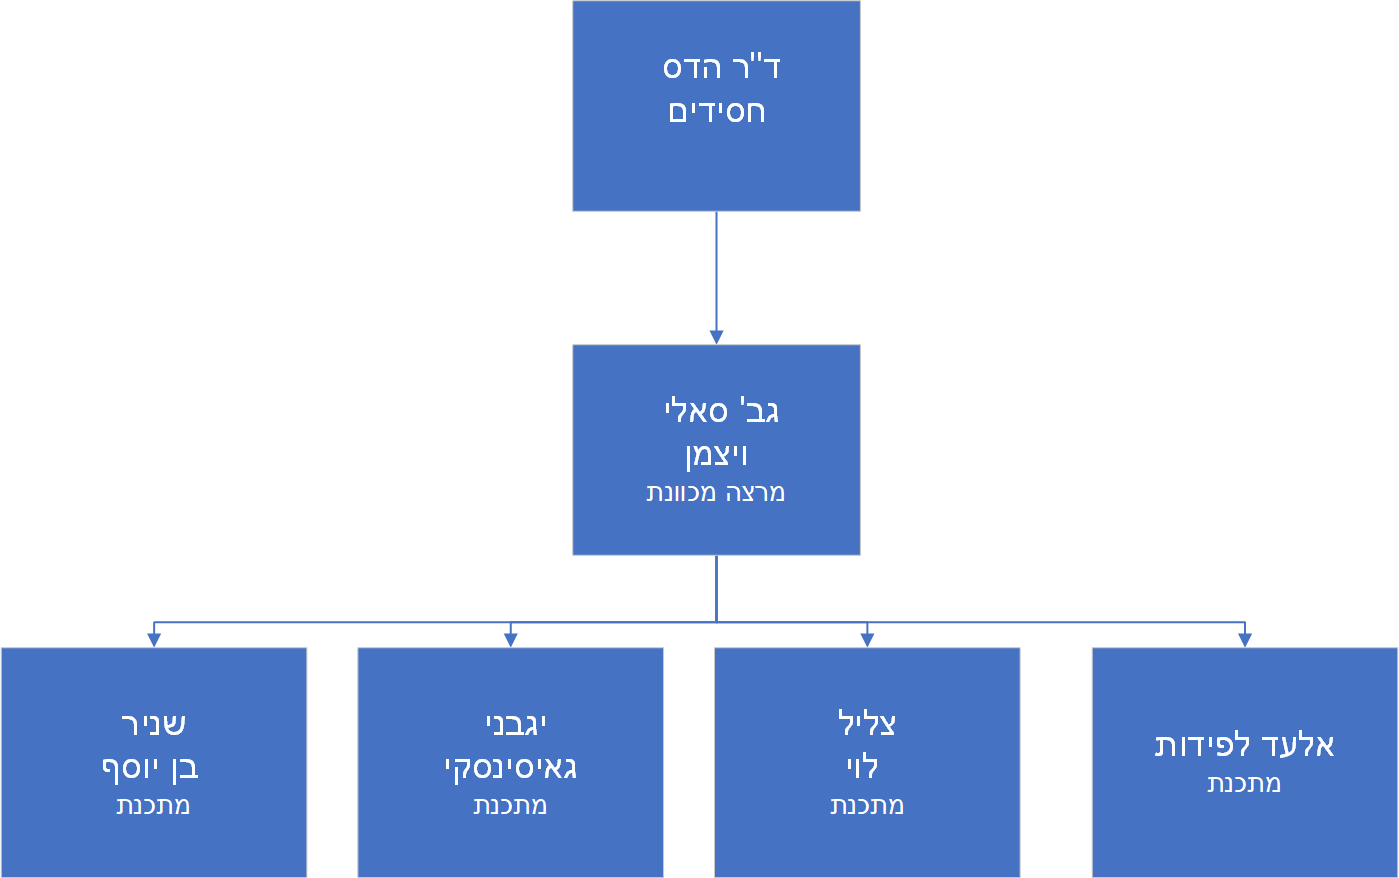 ד"ר הדס
חסידים
גב' סאלי
ויצמן
מרצה מכוונת
אלעד לפידות
מתכנת
צליל
לוי
מתכנת
יגבני
גאיסינסקי
מתכנת
שניר
בן יוסף
מתכנת